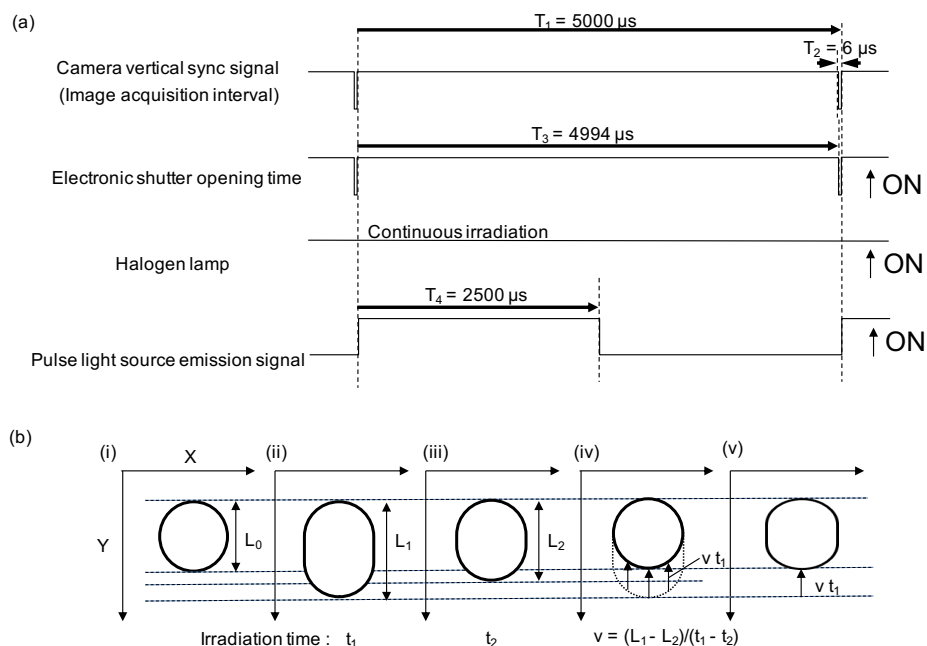 (a)
T₁ = 5000 µs
T₂ = 6 µs
Camera vertical sync signal
(Image acquisition interval)
T₃ = 4994 µs
Electronic shutter opening time
ON
Continuous irradiation
Halogen lamp
ON
T₄ = 2500 µs
Pulse light source emission signal
ON
(b)
(i)
(ii)
(iii)
(iv)
(v)
X
Y
L₀
L₁
L₂
v t₁
v t₁
Irradiation time : t₁
t₂
v = (L₁ - L₂)/(t₁ - t₂)